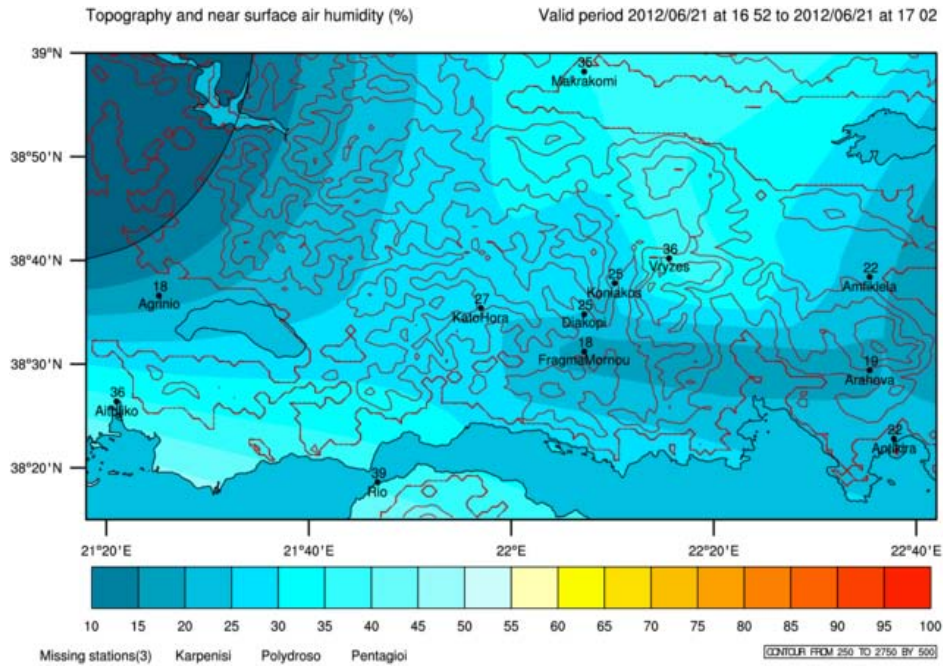 Topography and near surface air humidity (%) Valid period 2012/06/21 at 16 52 to 2012/06/21 at 17 02
39°N
35
Makrakomi
38°50'N
36
Vryzes
38°40'N
22
Amfikleia
25
Koniakos
18
Agrinio
27
KatoHora
25
Diakopi
18
FragmaMornou
38°30'N
19
Arahova
36
Aitoliko
22
38°20'N
39
Rio
21°20'E 21°40'E 22°E 22°20'E 22°40'E
10 15 20 25 30 35 40 45 50 55 60 65 70 75 80 85 90 95 100
Missing stations(3) Karpenisi Polydroso Pentagioi
CONTOUR FROM 250 TO 2750 BY 500